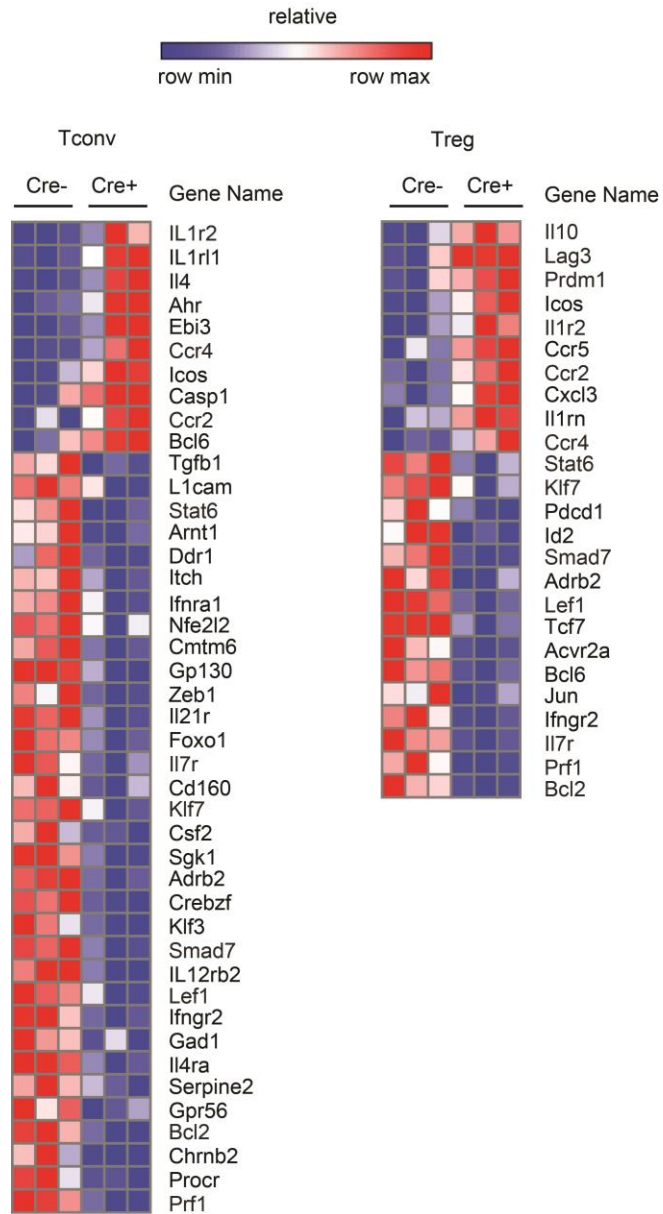 relative
row min row max
Tconv
Cre- Cre+ Gene Name
IL1r2
IL1rl1
Il4
Ahr
Ebi3
Ccr4
Icos
Casp1
Ccr2
Bcl6
Tgfb1
L1cam
Stat6
Arnt1
Ddr1
Itch
Ifnra1
Nfe2l2
Cmtm6
Gp130
Zeb1
Il21r
Foxo1
Il7r
Cd160
Klf7
Csf2
Sgk1
Adrb2
Crebzf
Klf3
Smad7
IL12rb2
Lef1
Ifngr2
Gad1
Il4ra
Serpine2
Gpr56
Bcl2
Chrnb2
Procr
Prf1
Treg
Cre- Cre+ Gene Name
Il10
Lag3
Prdm1
Icos
Il1r2
Ccr5
Ccr2
Cxcl3
Il1rn
Ccr4
Stat6
Klf7
Pdcd1
Id2
Smad7
Adrb2
Lef1
Tcf7
Acvr2a
Bcl6
Jun
Ifngr2
Il7r
Prf1
Bcl2